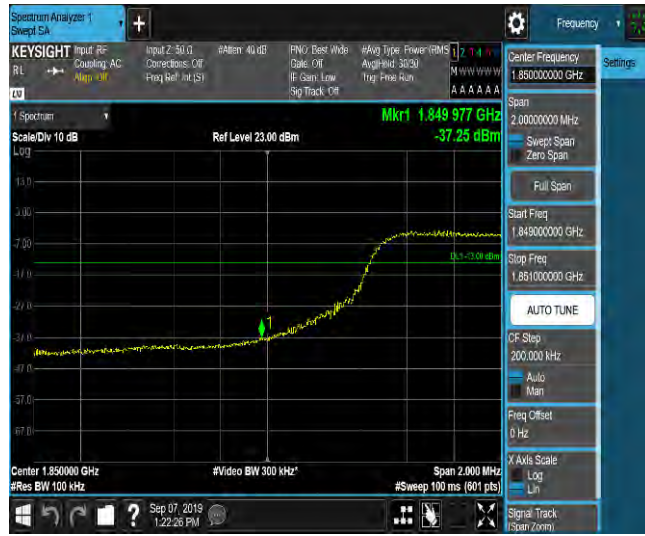 Spectrum Analyzer 1
Swept SA
+
Frequency
KEYSIGHT
Input: RF
Coupling: AC
Align: Off
Input Z: 50 Ω
Corrections: Off
Freq Ref: Int (S)
#Atten: 40 dB
PNO: Best Wide
Gate: Off
IF Gain: Low
Sig Track: Off
#Avg Type: Power (RMS
Avg|Hold: 30/30
Trig: Free Run
M W W W W W
A A A A A A
RL
LXI
Center Frequency
1.850000000 GHz
Settings
1 Spectrum
Mkr1 1.849 977 GHz
Scale/Div 10 dB
Ref Level 23.00 dBm
-37.25 dBm
Log
13.0
3.00
-7.00
-17.0
-27.0
-37.0
-47.0
-57.0
-67.0
DL1 -13.00 dBm
1
Center 1.850000 GHz
#Video BW 300 kHz*
Span 2.000 MHz
#Res BW 100 kHz
#Sweep 100 ms (601 pts)
Span
2.00000000 MHz
Swept Span
Zero Span
Full Span
Start Freq
1.849000000 GHz
Stop Freq
1.851000000 GHz
AUTO TUNE
CF Step
200.000 kHz
Auto
Man
Freq Offset
0 Hz
X Axis Scale
Log
Lin
Signal Track
(Span Zoom)
?
Sep 07, 2019
1:22:26 PM